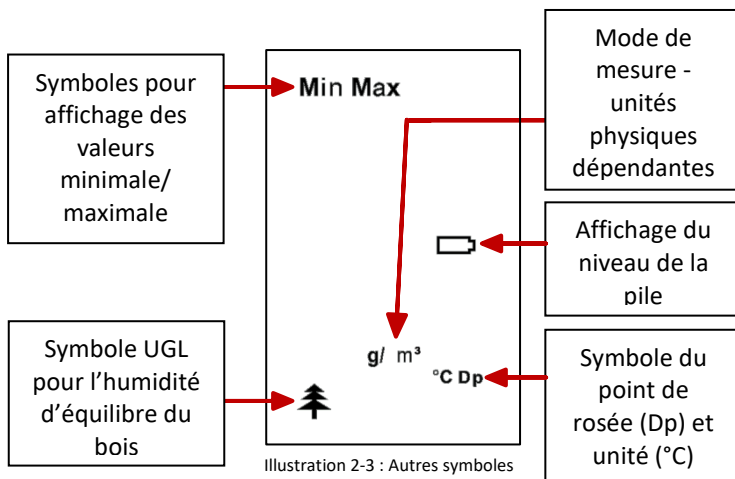 Symboles pour
affichage des
valeurs
minimale/
maximale
Min Max
Mode de
mesure -
unités
physiques
dépendantes
Affichage du
niveau de la
pile
Symbole UGL
pour l’humidité
d’équilibre du
bois
g/ m³
°C Dp
Symbole du
point de
rosée (Dp) et
unité (°C)
Illustration 2-3 : Autres symboles